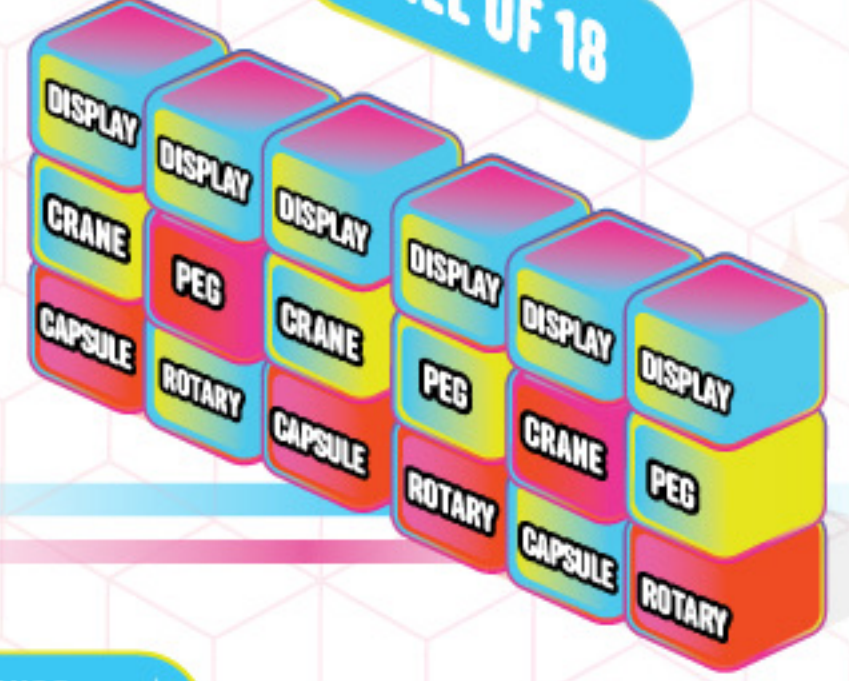 OF 18
DISPLAY
CRANE
CAPSULE
DISPLAY
PEG
ROTARY
DISPLAY
CRANE
CAPSULE
DISPLAY
PEG
ROTARY
DISPLAY
CRANE
CAPSULE
DISPLAY
PEG
ROTARY